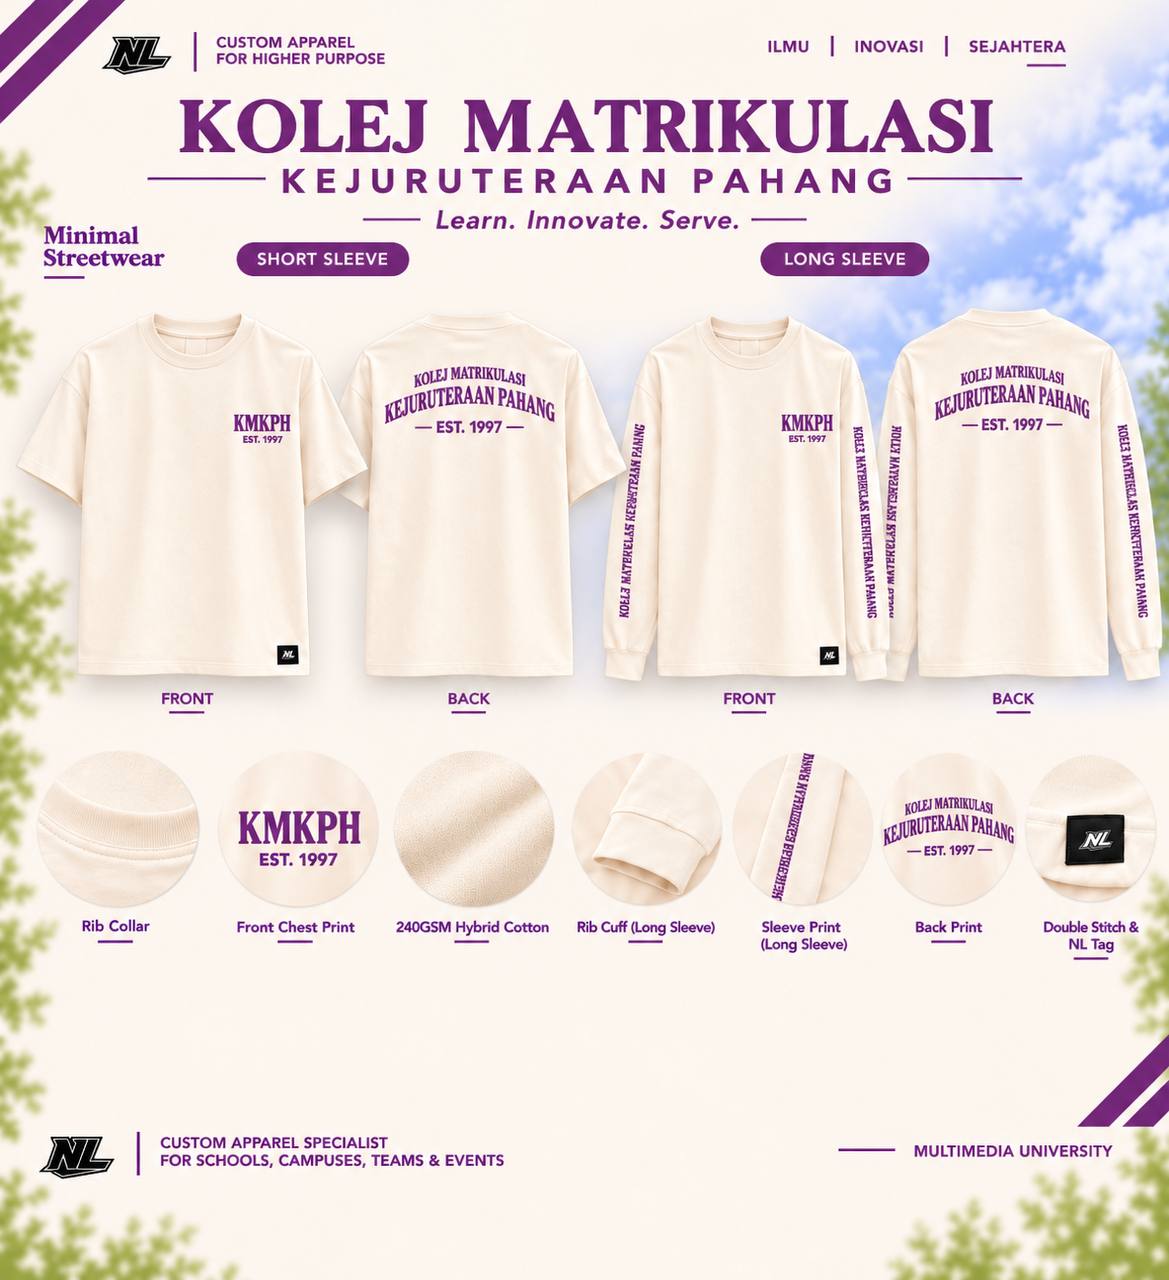 NL
CUSTOM APPAREL
FOR HIGHER PURPOSE
ILMU | INOVASI | SEJAHTERA
KOLEJ MATRIKULASI
KEJURUTERAAN PAHANG
Learn. Innovate. Serve.
Minimal
Streetwear
SHORT SLEEVE
LONG SLEEVE
KMKPH
EST. 1997
KOLEJ MATRIKULASI
KEJURUTERAAN PAHANG
EST. 1997
KMKPH
EST. 1997
KOLEJ MATRIKULASI
KEJURUTERAAN PAHANG
EST. 1997
NL
NL
FRONT
BACK
FRONT
BACK
KMKPH
EST. 1997
KOLEJ MATRIKULASI
KEJURUTERAAN PAHANG
EST. 1997
NL
Rib Collar
Front Chest Print
240GSM Hybrid Cotton
Rib Cuff (Long Sleeve)
Sleeve Print
(Long Sleeve)
Back Print
Double Stitch &
NL Tag
NL
CUSTOM APPAREL SPECIALIST
FOR SCHOOLS, CAMPUSES, TEAMS & EVENTS
MULTIMEDIA UNIVERSITY